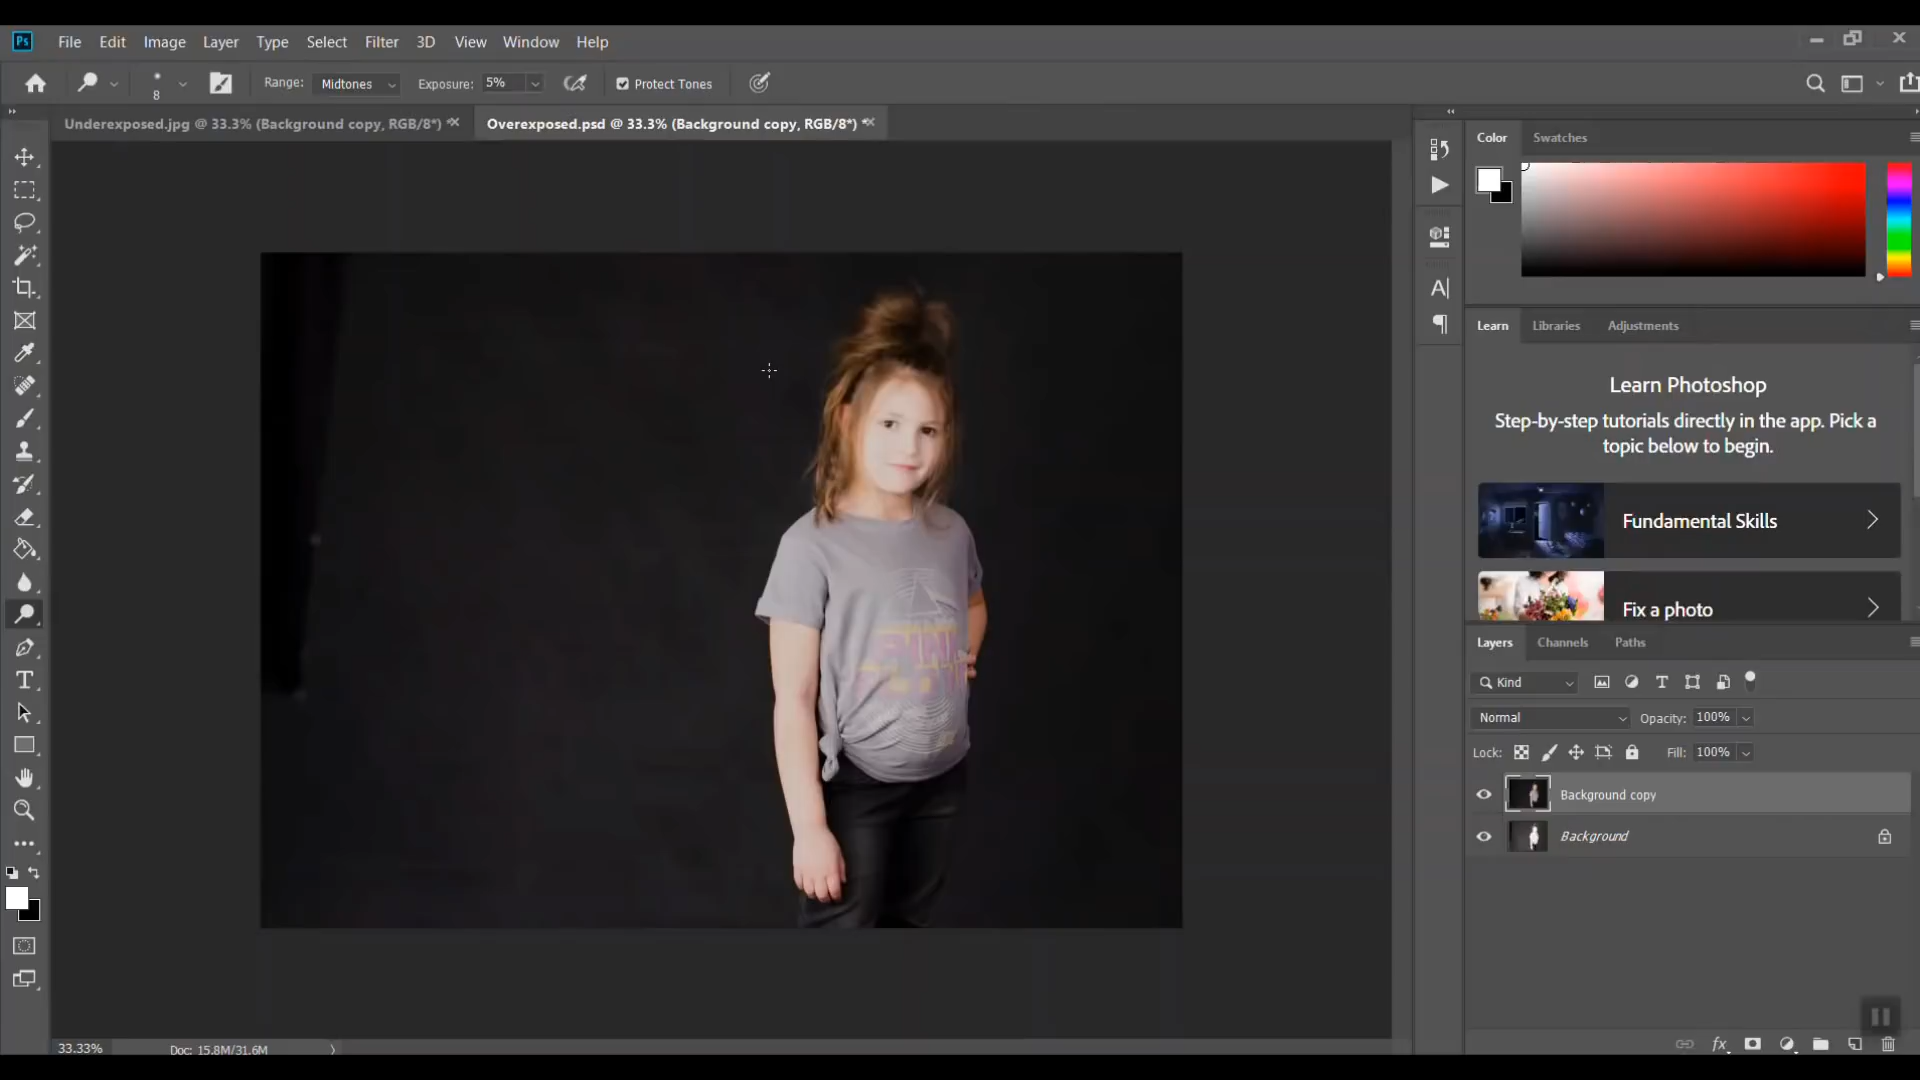 Ps File Edit Image Layer Type Select Filter 3D View Window Help
8 Range: Midtones Exposure: 5% Protect Tones
Underexposed.jpg @ 33.3% (Background copy, RGB/8*) * Overexposed.psd @ 33.3% (Background copy, RGB/8*) *
Color Swatches
Learn Libraries Adjustments
Learn Photoshop
Step-by-step tutorials directly in the app. Pick a
topic below to begin.
Fundamental Skills
Fix a photo
Layers Channels Paths
Kind
Normal Opacity: 100%
Lock: Fill: 100%
Background copy
Background
33.33% Doc: 15.8M/31.6M
fx